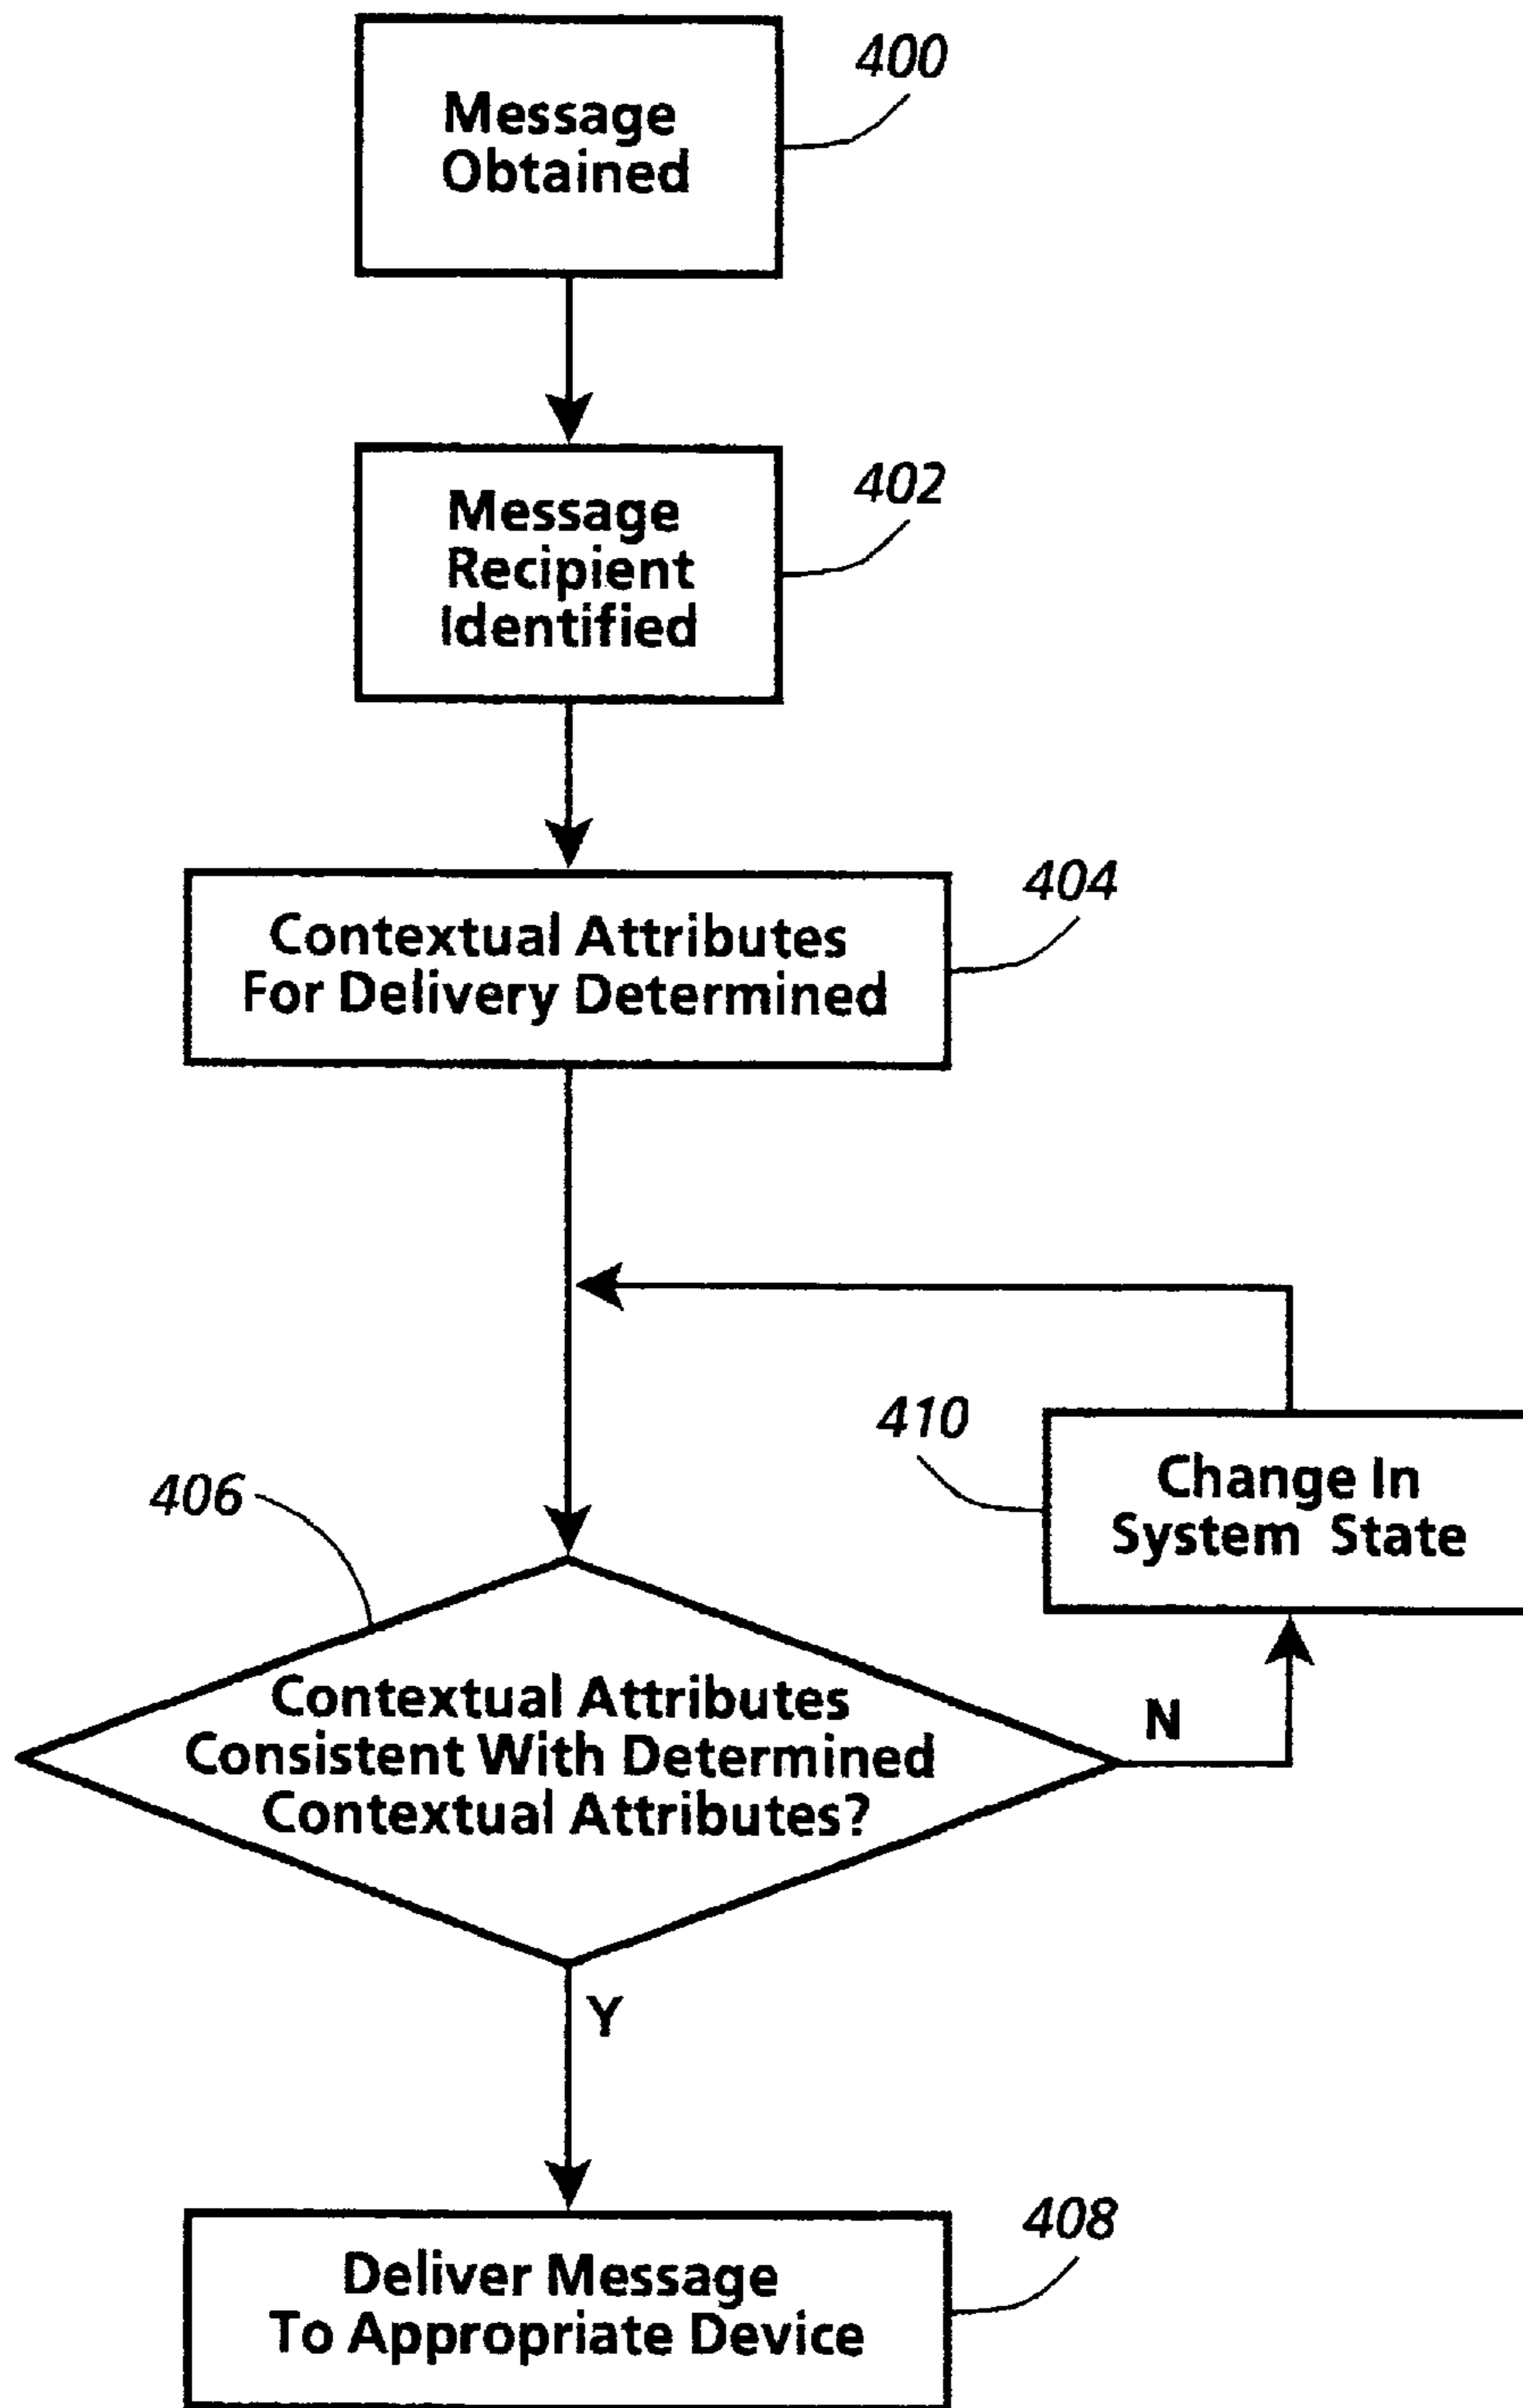 400
Message
Obtained
402
Message
Recipient
Identified
404
Contextual Attributes
For Delivery Determined
410
Change In
System State
406
Contextual Attributes
Consistent With Determined
Contextual Attributes?
N
Y
408
Deliver Message
To Appropriate Device